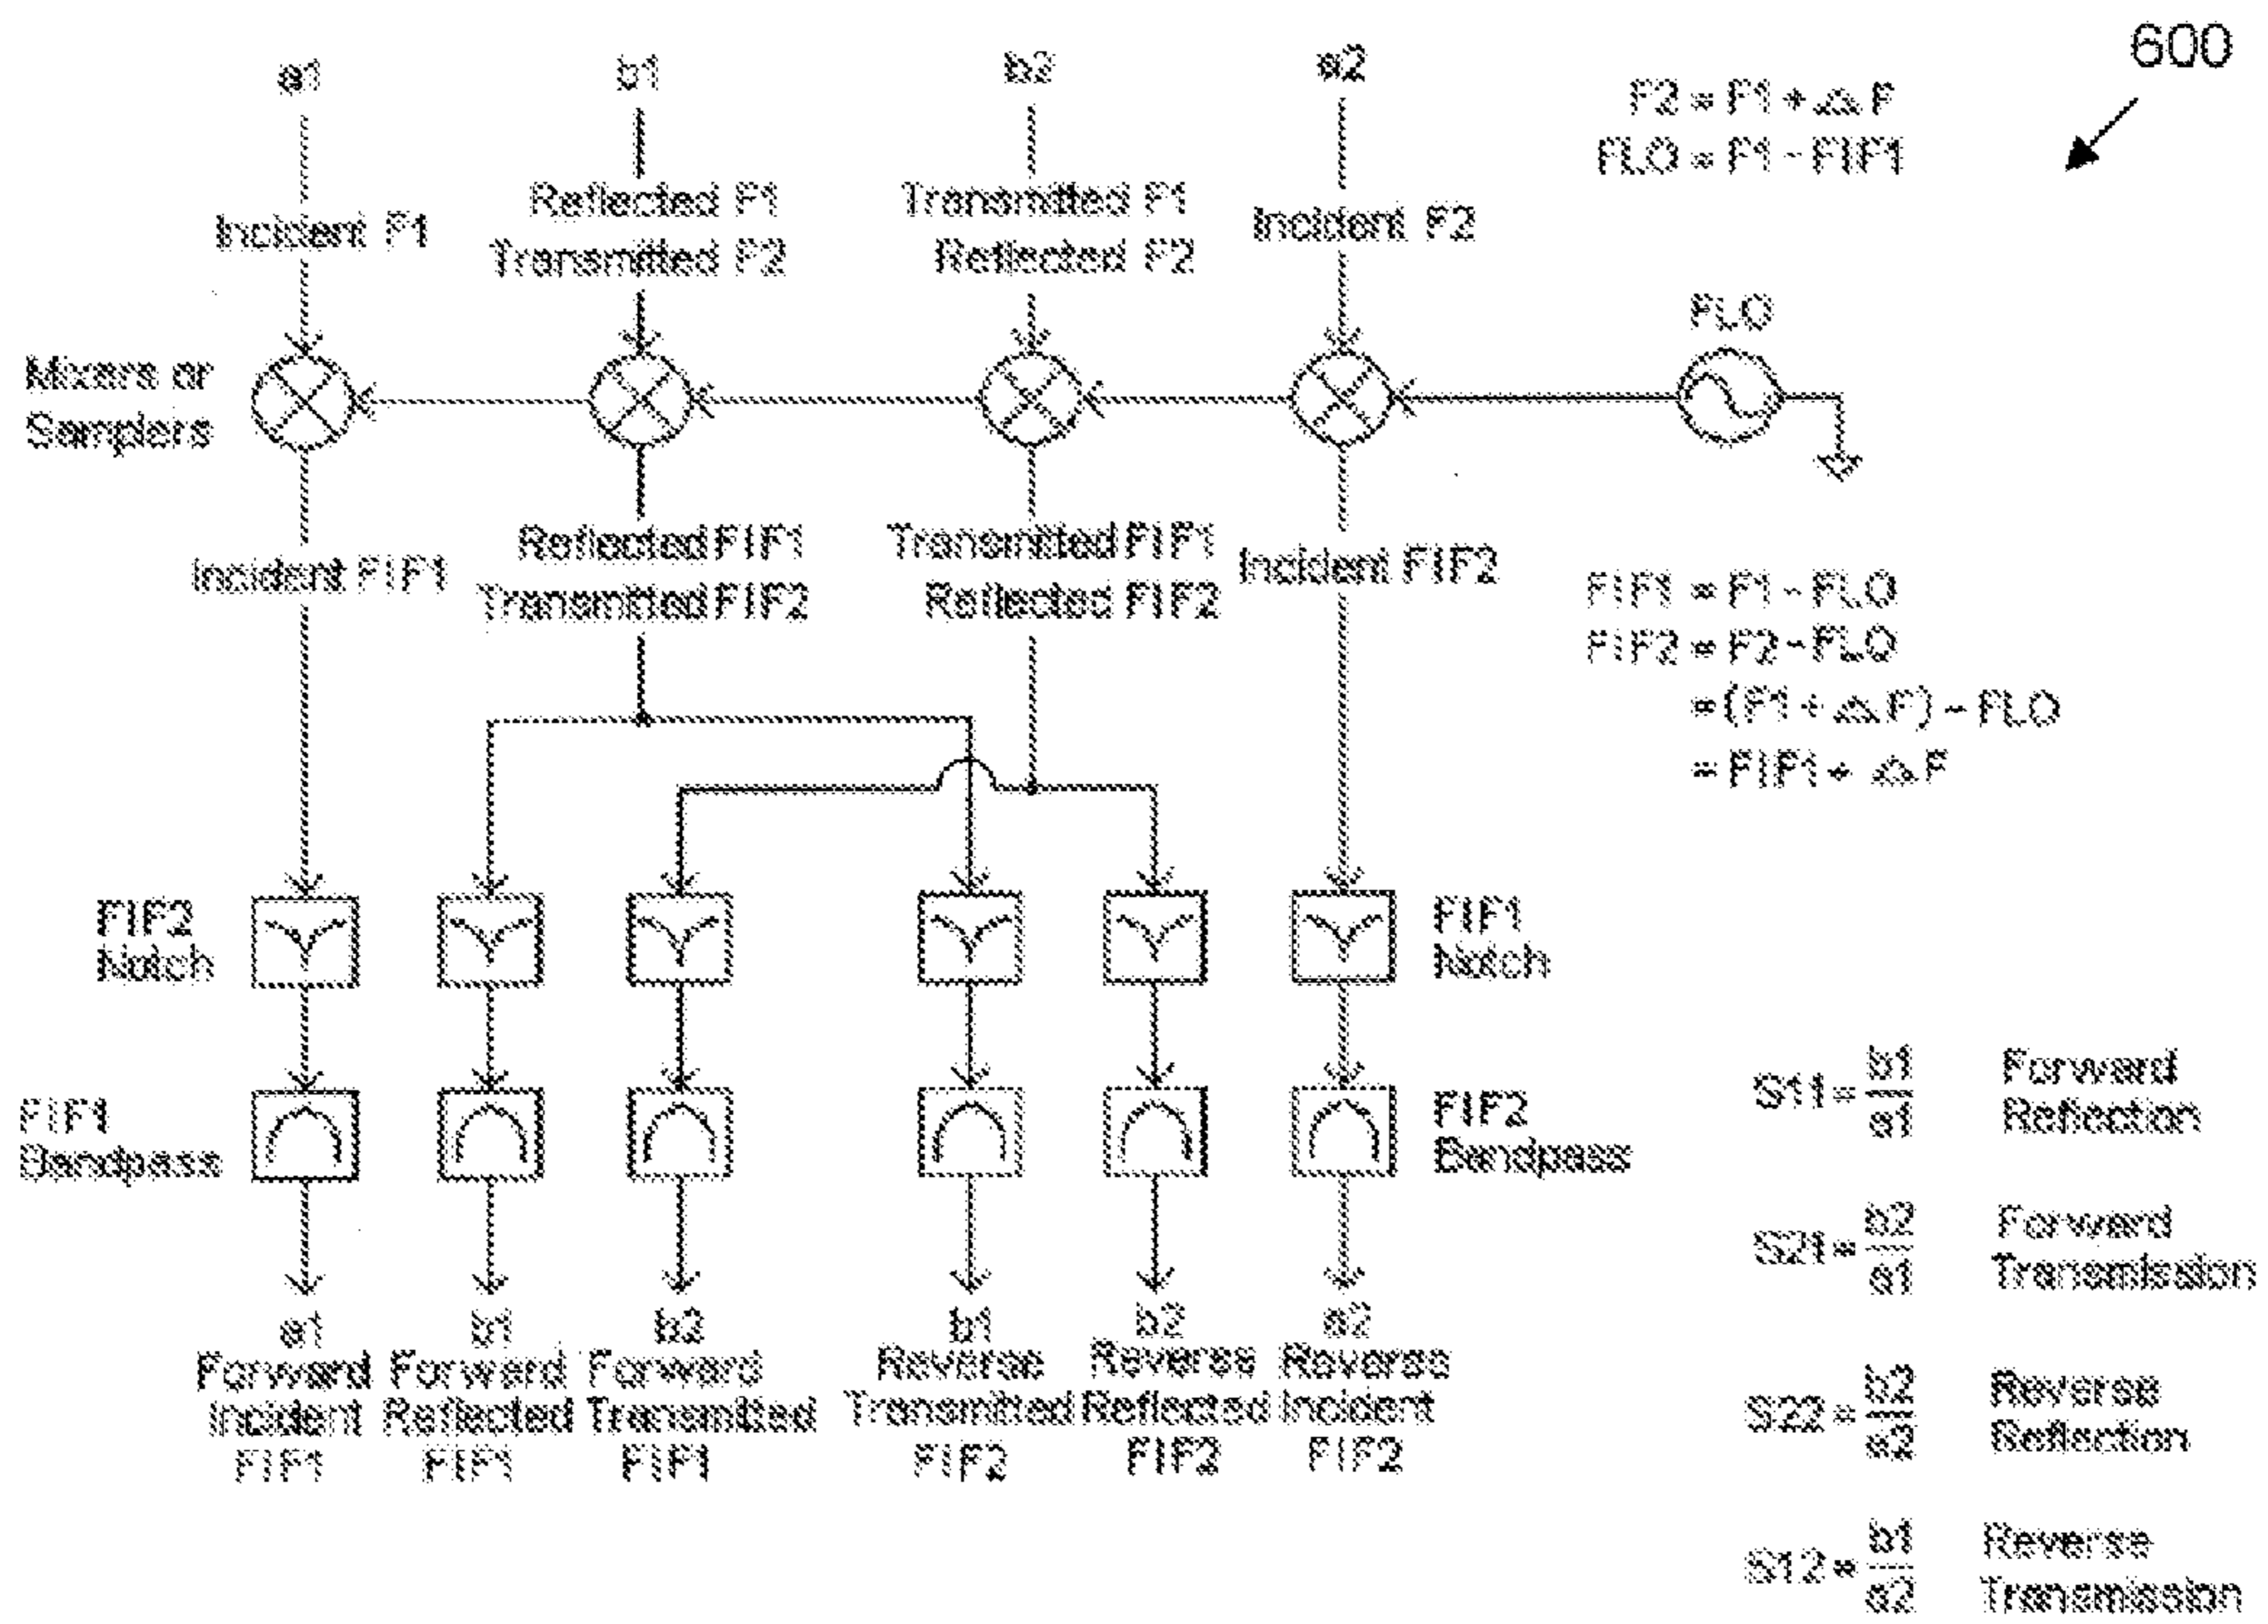 600
a1
b1
b2
a2
F2 = F1 + △F
FLO = F1 - FIF1
Incident F1
Reflected F1
Transmitted F2
Transmitted F1
Reflected F2
Incident F2
FLO
Mixers or
Samplers
Incident FIF1
Reflected FIF1
Transmitted FIF2
Transmitted FIF1
Reflected FIF2
Incident FIF2
FIF1 = F1 - FLO
FIF2 = F2 - FLO
= (F1 + △F) - FLO
= FIF1 + △F
FIF2
Notch
FIF1
Notch
FIF1
Bandpass
FIF2
Bandpass
a1
Forward
Incident
FIF1
b1
Forward
Reflected
FIF1
b2
Forward
Transmitted
FIF1
b1
Reverse
Transmitted
FIF2
b2
Reverse
Reflected
FIF2
a2
Reverse
Incident
FIF2
S11 = b1/a1 Forward
Reflection
S21 = b2/a1 Forward
Transmission
S22 = b2/a2 Reverse
Reflection
S12 = b1/a2 Reverse
Transmission